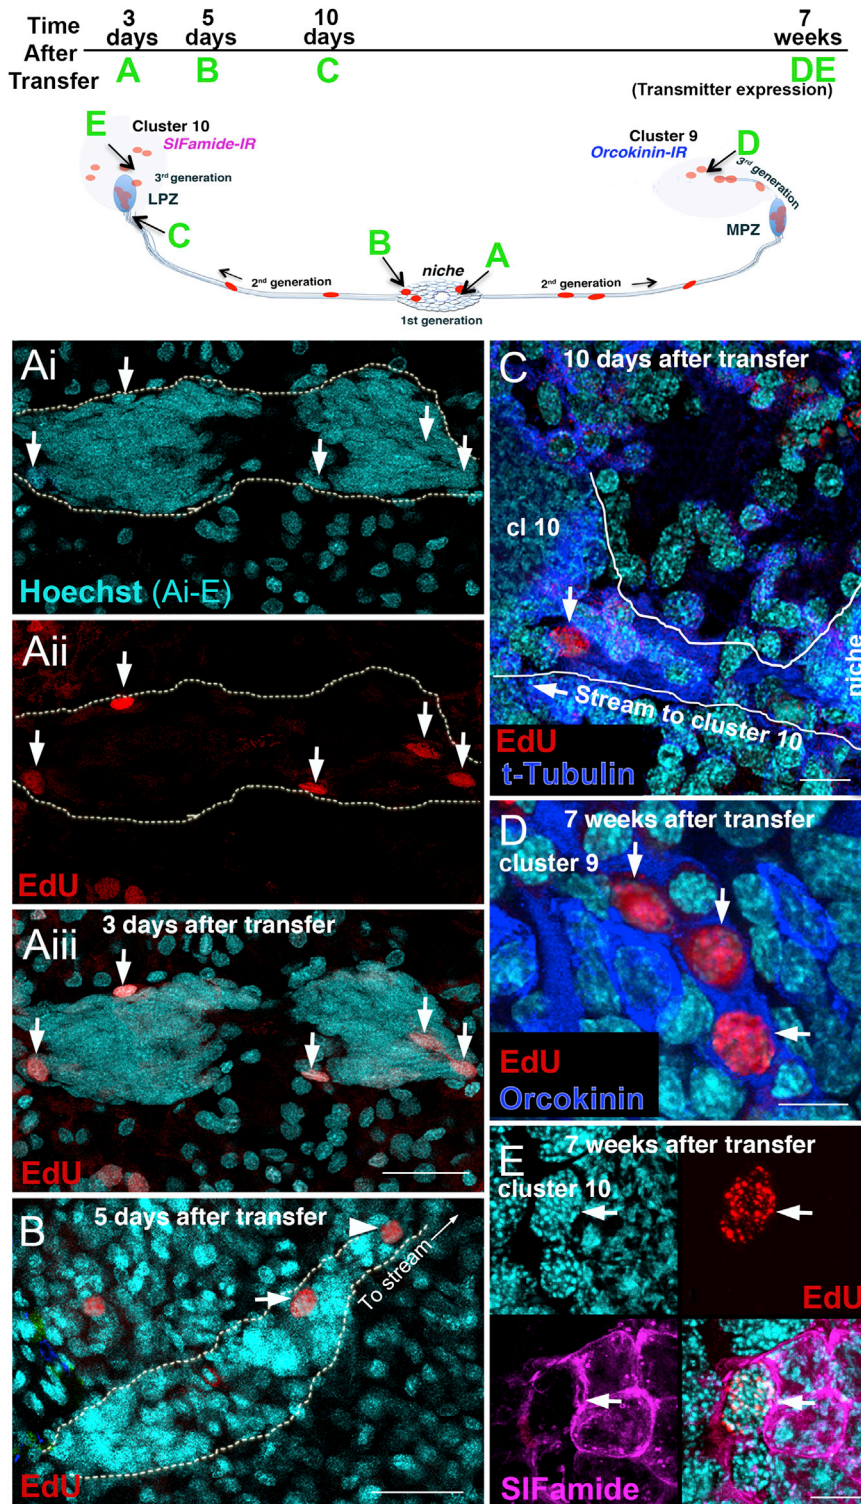 Time After Transfer
3 days
5 days
10 days
7 weeks
A
B
C
DE
(Transmitter expression)
E
Cluster 10
SIFamide-IR
3rd generation
LPZ
C
2nd generation
B
niche
A
1st generation
2nd generation
Cluster 9
Orcokinin-IR
D
3rd generation
MPZ
Ai
Hoechst (Ai-E)
Aii
EdU
Aiii
3 days after transfer
EdU
B
5 days after transfer
To stream
EdU
C
10 days after transfer
cl 10
niche
Stream to cluster 10
EdU
t-Tubulin
D
7 weeks after transfer
cluster 9
EdU
Orcokinin
E
7 weeks after transfer
cluster 10
EdU
SIFamide